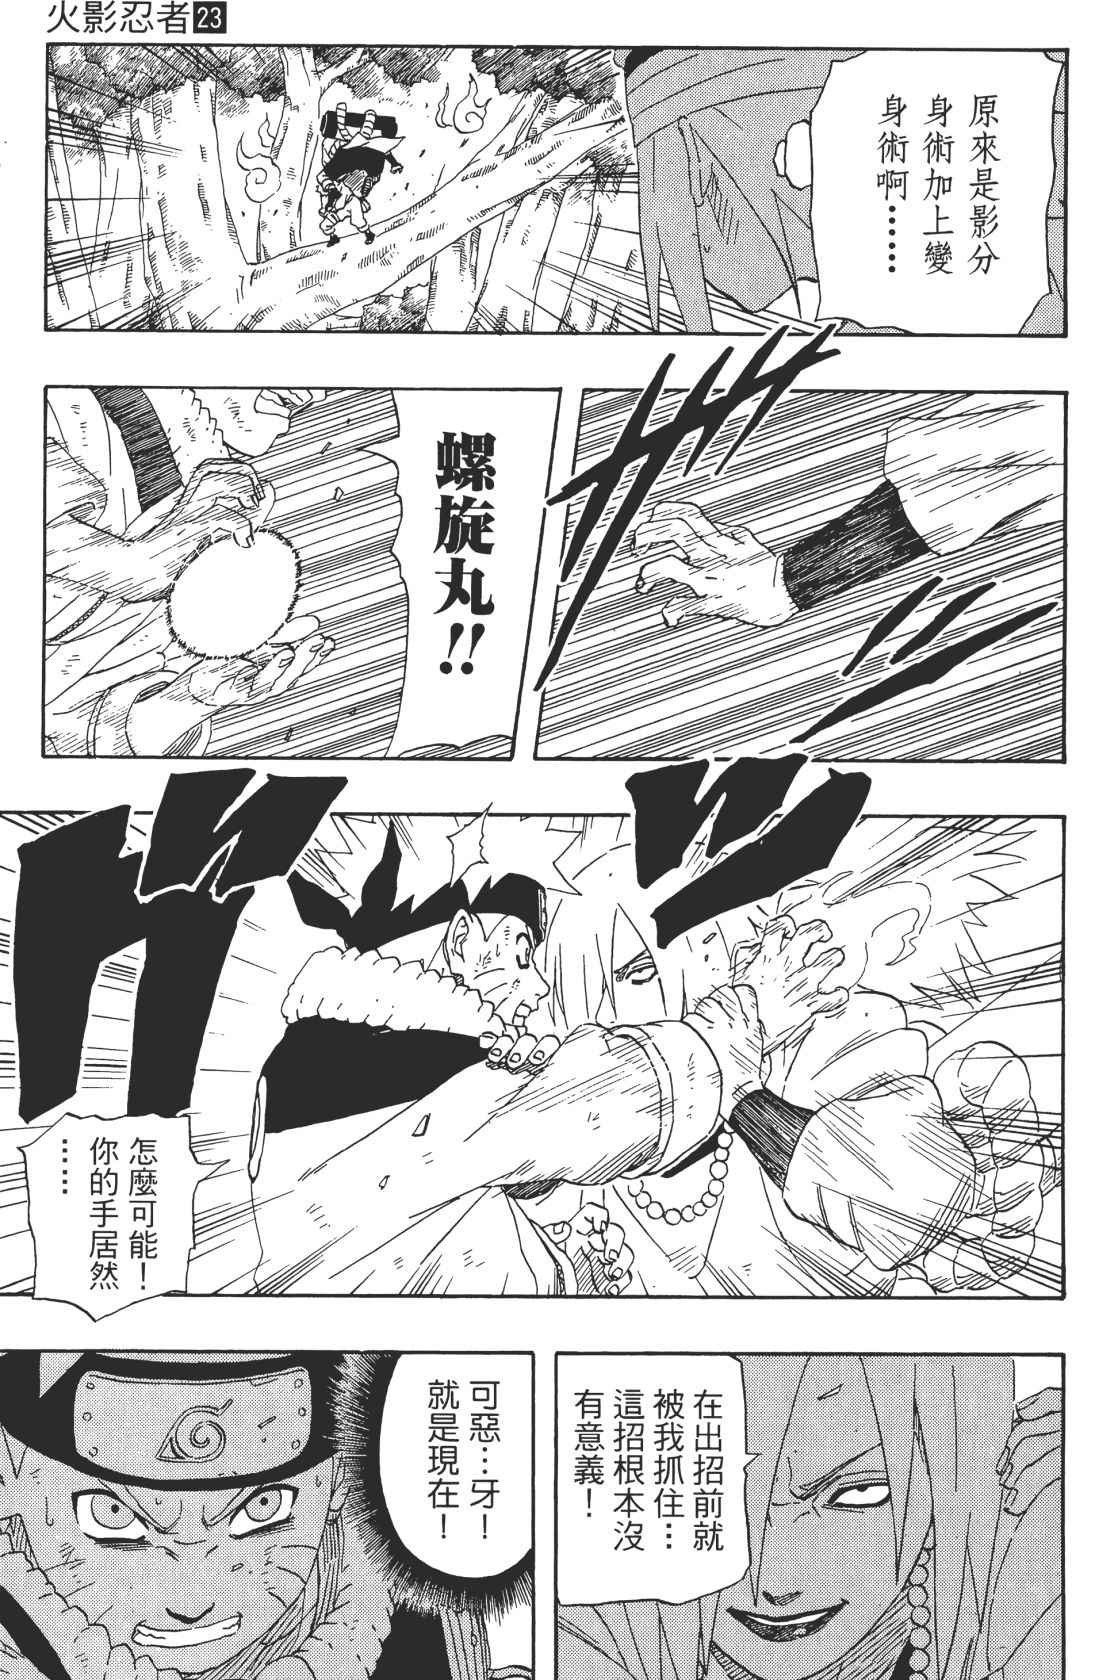 火影忍者23
原來是影分
身術加上變
身術啊……
螺旋丸!!
怎麼可能！
你的手居然
……
在出招前就
被我抓住…
這招根本沒
有意義！
可惡…牙！
就是現在！